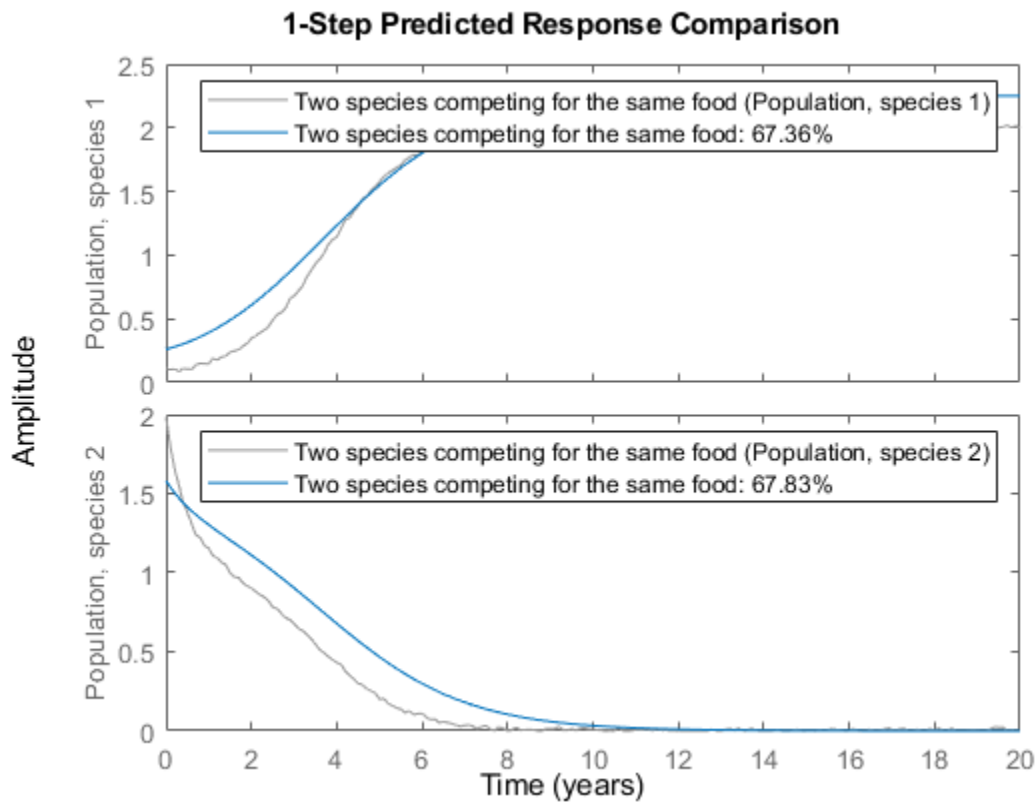 1-Step Predicted Response Comparison
Amplitude
Population, species 1
2.5
2
1.5
1
0.5
0
Two species competing for the same food (Population, species 1)
Two species competing for the same food: 67.36%
Population, species 2
2
1.5
1
0.5
0
Two species competing for the same food (Population, species 2)
Two species competing for the same food: 67.83%
0 2 4 6 8 10 12 14 16 18 20
Time (years)